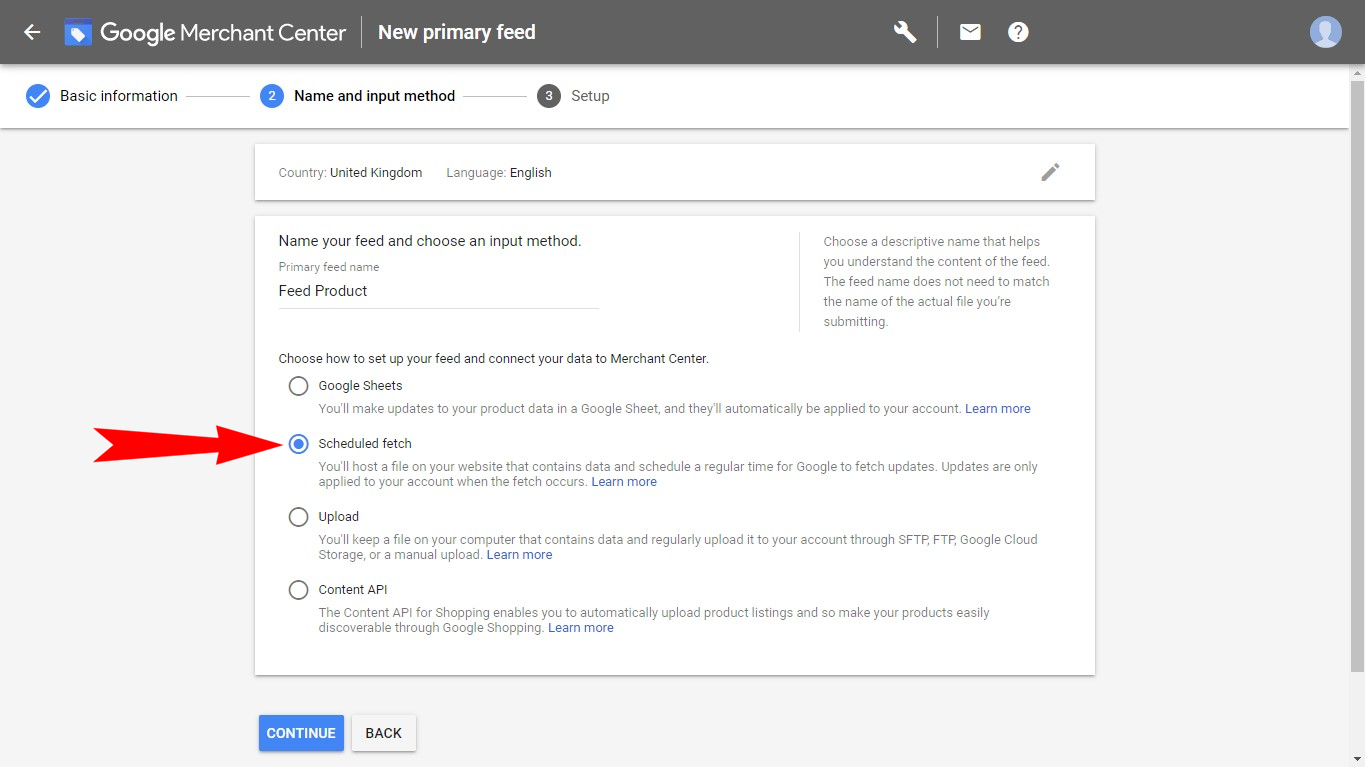 Google Merchant Center New primary feed
Basic information 2 Name and input method 3 Setup
Country: United Kingdom Language: English
Name your feed and choose an input method.
Primary feed name
Feed Product
Choose a descriptive name that helps
you understand the content of the feed.
The feed name does not need to match
the name of the actual file you're
submitting.
Choose how to set up your feed and connect your data to Merchant Center.
Google Sheets
You'll make updates to your product data in a Google Sheet, and they'll automatically be applied to your account. Learn more
Scheduled fetch
You'll host a file on your website that contains data and schedule a regular time for Google to fetch updates. Updates are only
applied to your account when the fetch occurs. Learn more
Upload
You'll keep a file on your computer that contains data and regularly upload it to your account through SFTP, FTP, Google Cloud
Storage, or a manual upload. Learn more
Content API
The Content API for Shopping enables you to automatically upload product listings and so make your products easily
discoverable through Google Shopping. Learn more
CONTINUE BACK